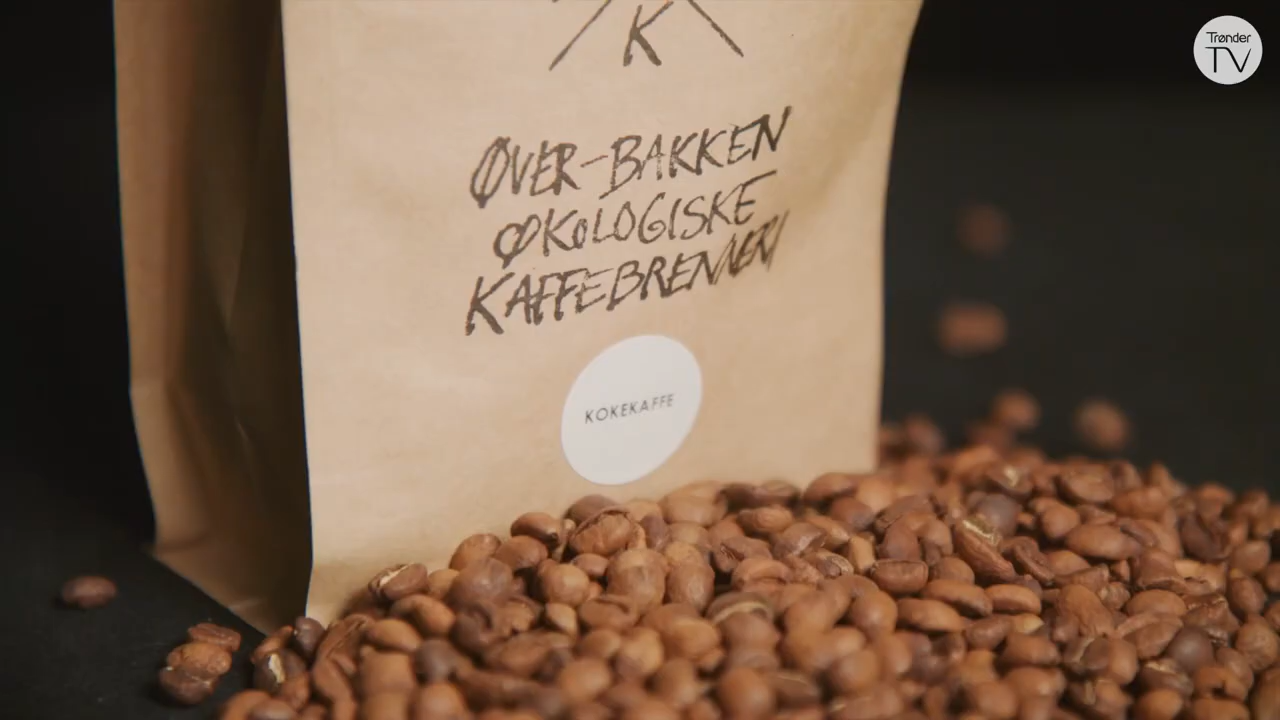 Trønder
TV
K
ØVER-BAKKEN
ØKOLOGISKE
KAFFEBRENNERI
KOKEKAFFE